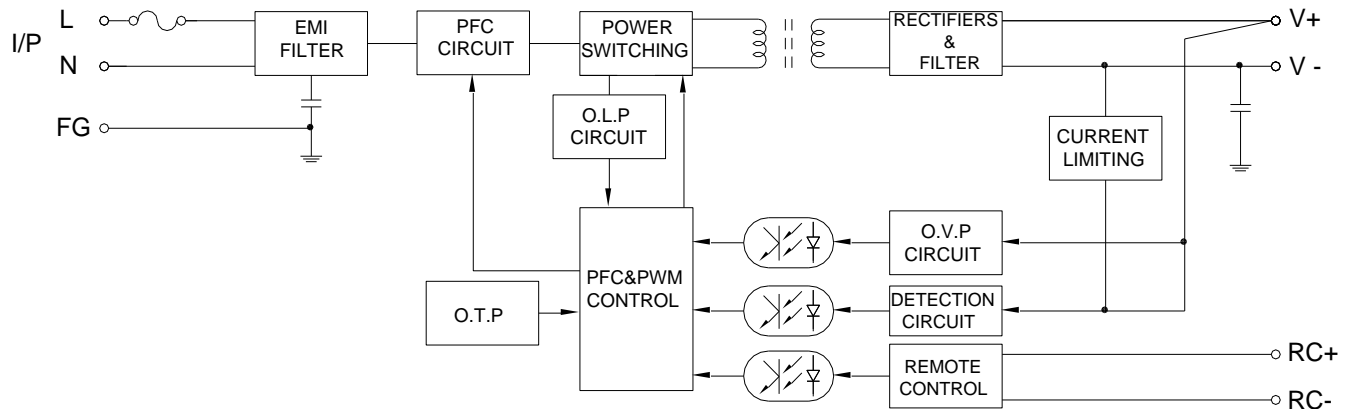 I/P
L
N
FG
EMI
FILTER
PFC
CIRCUIT
POWER
SWITCHING
RECTIFIERS
&
FILTER
V+
V -
O.L.P
CIRCUIT
CURRENT
LIMITING
O.V.P
CIRCUIT
PFC&PWM
CONTROL
O.T.P
DETECTION
CIRCUIT
REMOTE
CONTROL
RC+
RC-